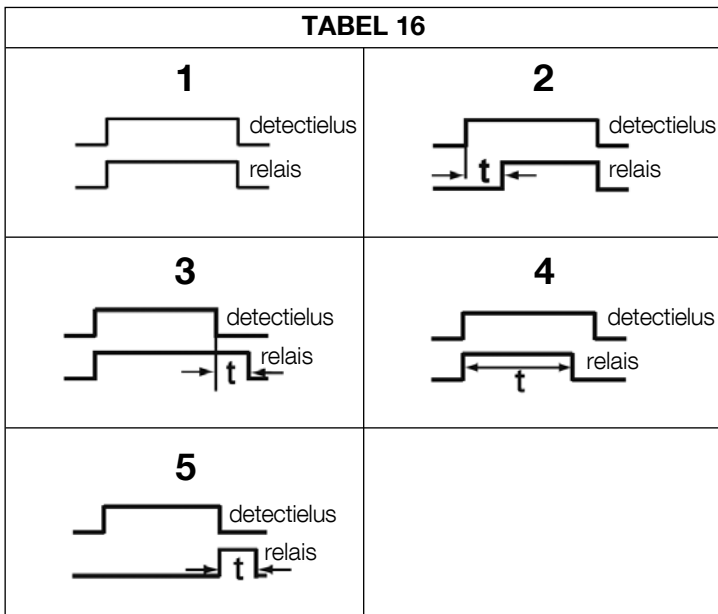 TABEL 16
1
detectielus
relais
2
detectielus
t
relais
3
detectielus
relais
t
4
detectielus
relais
t
5
detectielus
relais
t